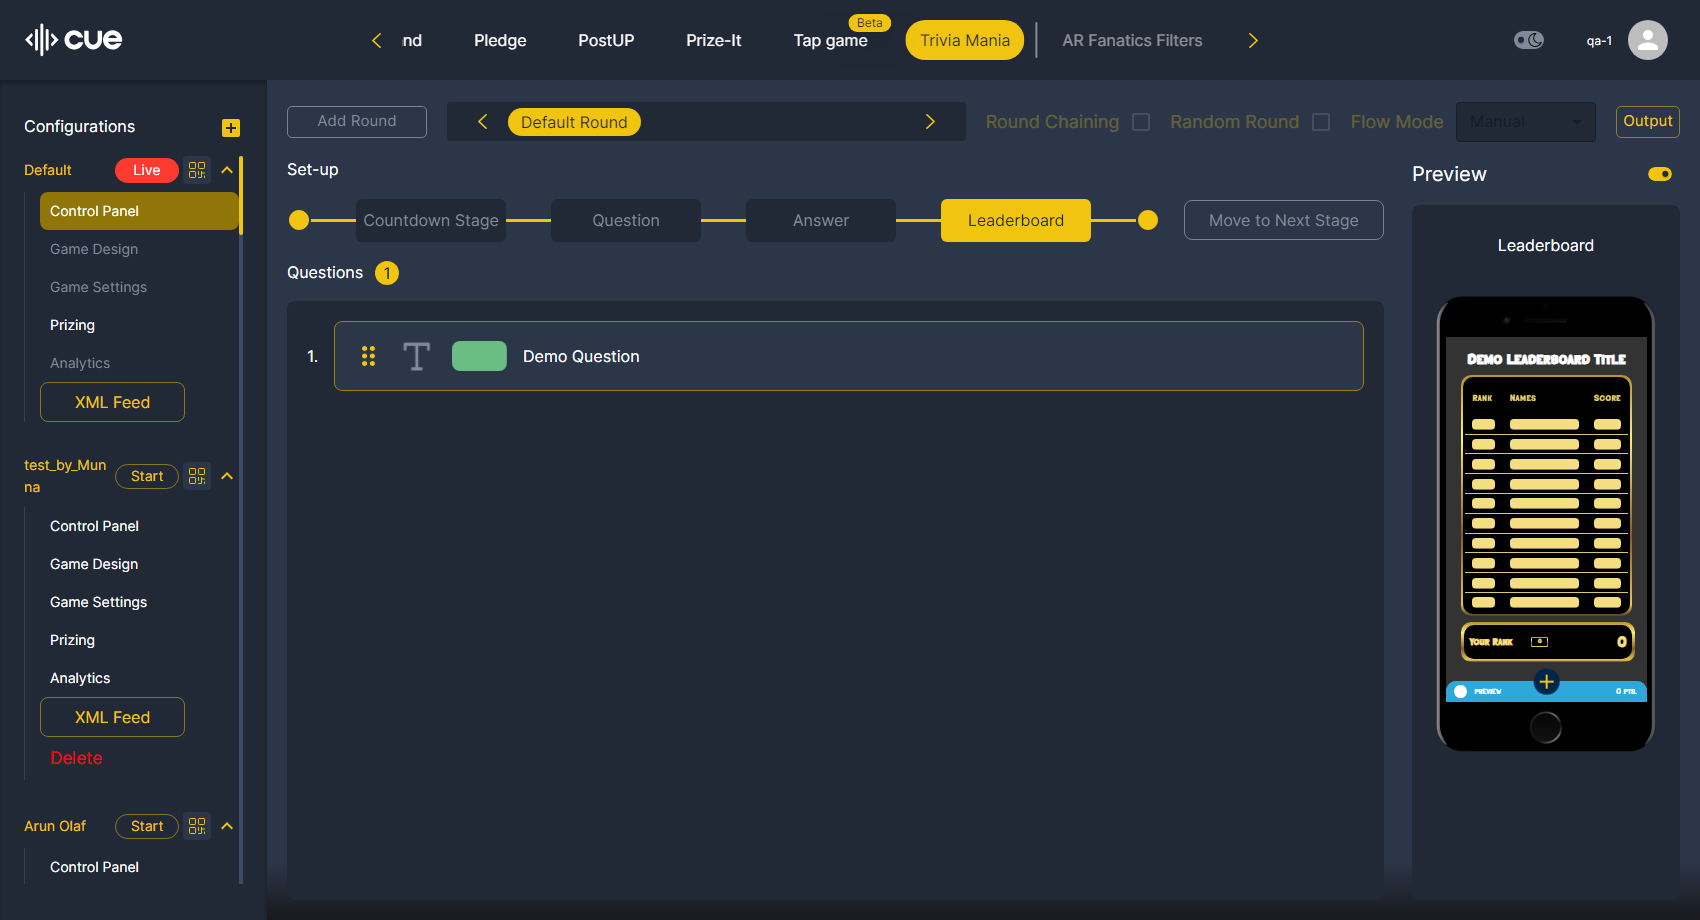 cue
nd
Pledge
PostUP
Prize-It
Tap game
Beta
Trivia Mania
AR Fanatics Filters
qa-1
Configurations
Default
Live
Control Panel
Game Design
Game Settings
Prizing
Analytics
XML Feed
test_by_Mun
na
Start
Control Panel
Game Design
Game Settings
Prizing
Analytics
XML Feed
Delete
Arun Olaf
Start
Control Panel
Add Round
Default Round
Round Chaining
Random Round
Flow Mode
Manual
Output
Set-up
Countdown Stage
Question
Answer
Leaderboard
Move to Next Stage
Questions 1
1.
T
Demo Question
Preview
Leaderboard
Demo Leaderboard Title
Rank Names Score
Your Rank 0 0
Preview 0 pts.